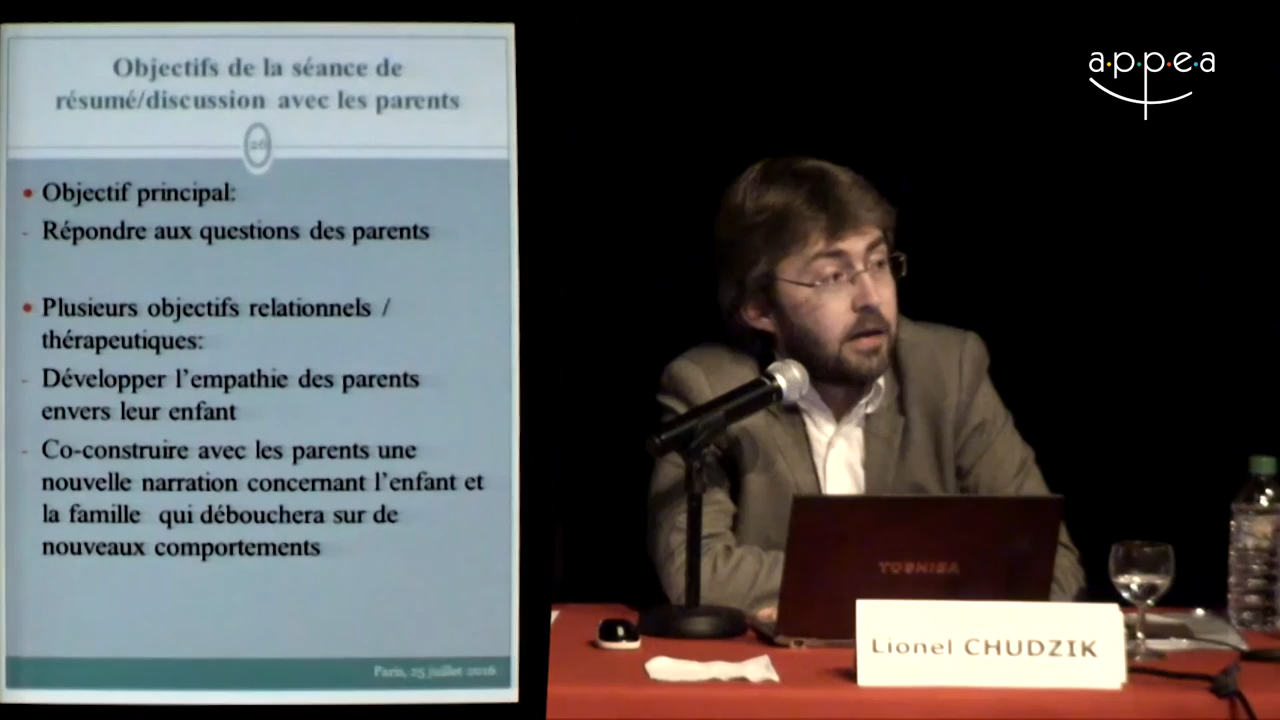 Objectifs de la séance de
résumé/discussion avec les parents
26
• Objectif principal:
- Répondre aux questions des parents
• Plusieurs objectifs relationnels /
thérapeutiques:
- Développer l'empathie des parents
envers leur enfant
- Co-construire avec les parents une
nouvelle narration concernant l'enfant et
la famille qui débouchera sur de
nouveaux comportements
Paris, 25 juillet 2016
a·p·p·e·a
TOSHIBA
Lionel CHUDZIK